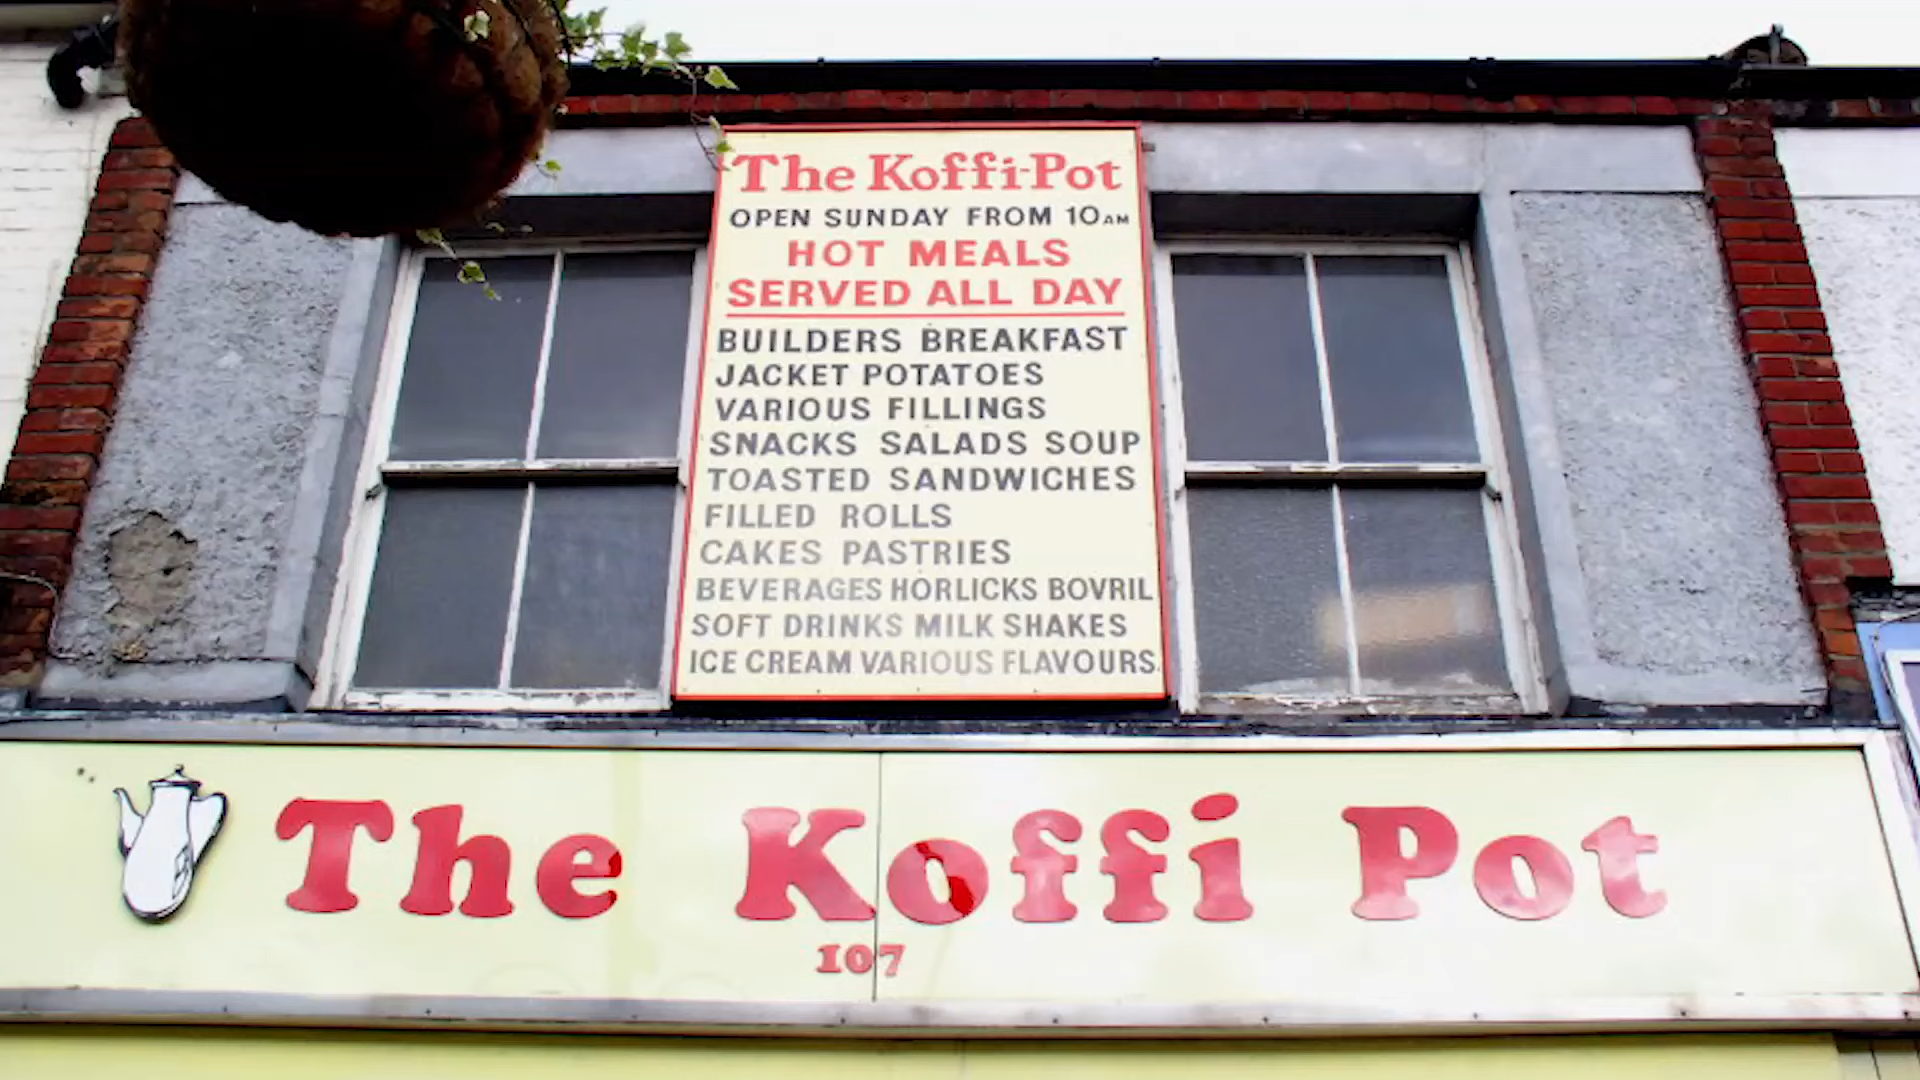 The Koffi-Pot
OPEN SUNDAY FROM 10AM
HOT MEALS
SERVED ALL DAY
BUILDERS BREAKFAST
JACKET POTATOES
VARIOUS FILLINGS
SNACKS SALADS SOUP
TOASTED SANDWICHES
FILLED ROLLS
CAKES PASTRIES
BEVERAGES HORLICKS BOVRIL
SOFT DRINKS MILK SHAKES
ICE CREAM VARIOUS FLAVOURS
The Koffi Pot
107